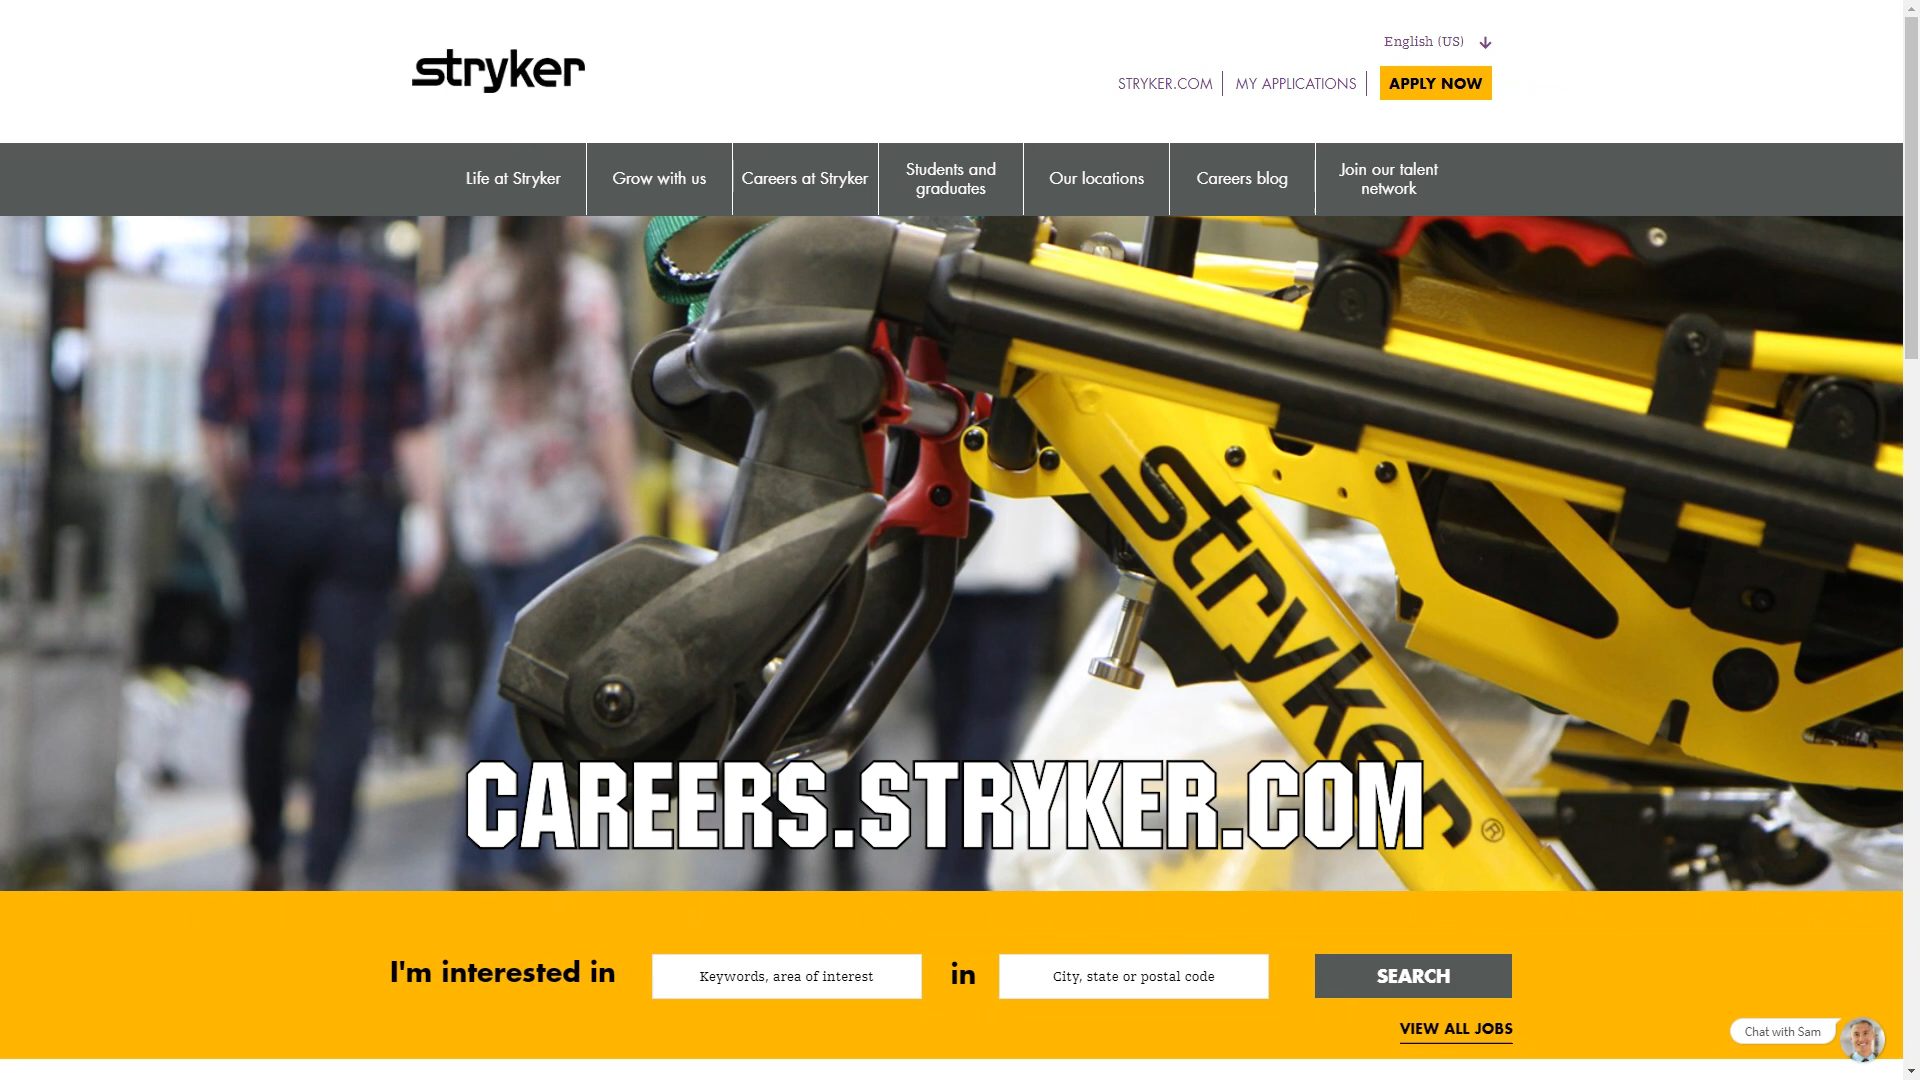 stryker
English (US)
STRYKER.COM
MY APPLICATIONS
APPLY NOW
Life at Stryker
Grow with us
Careers at Stryker
Students and
graduates
Our locations
Careers blog
Join our talent
network
stryker®
CAREERS.STRYKER.COM
I'm interested in
Keywords, area of interest
in
City, state or postal code
SEARCH
VIEW ALL JOBS
Chat with Sam